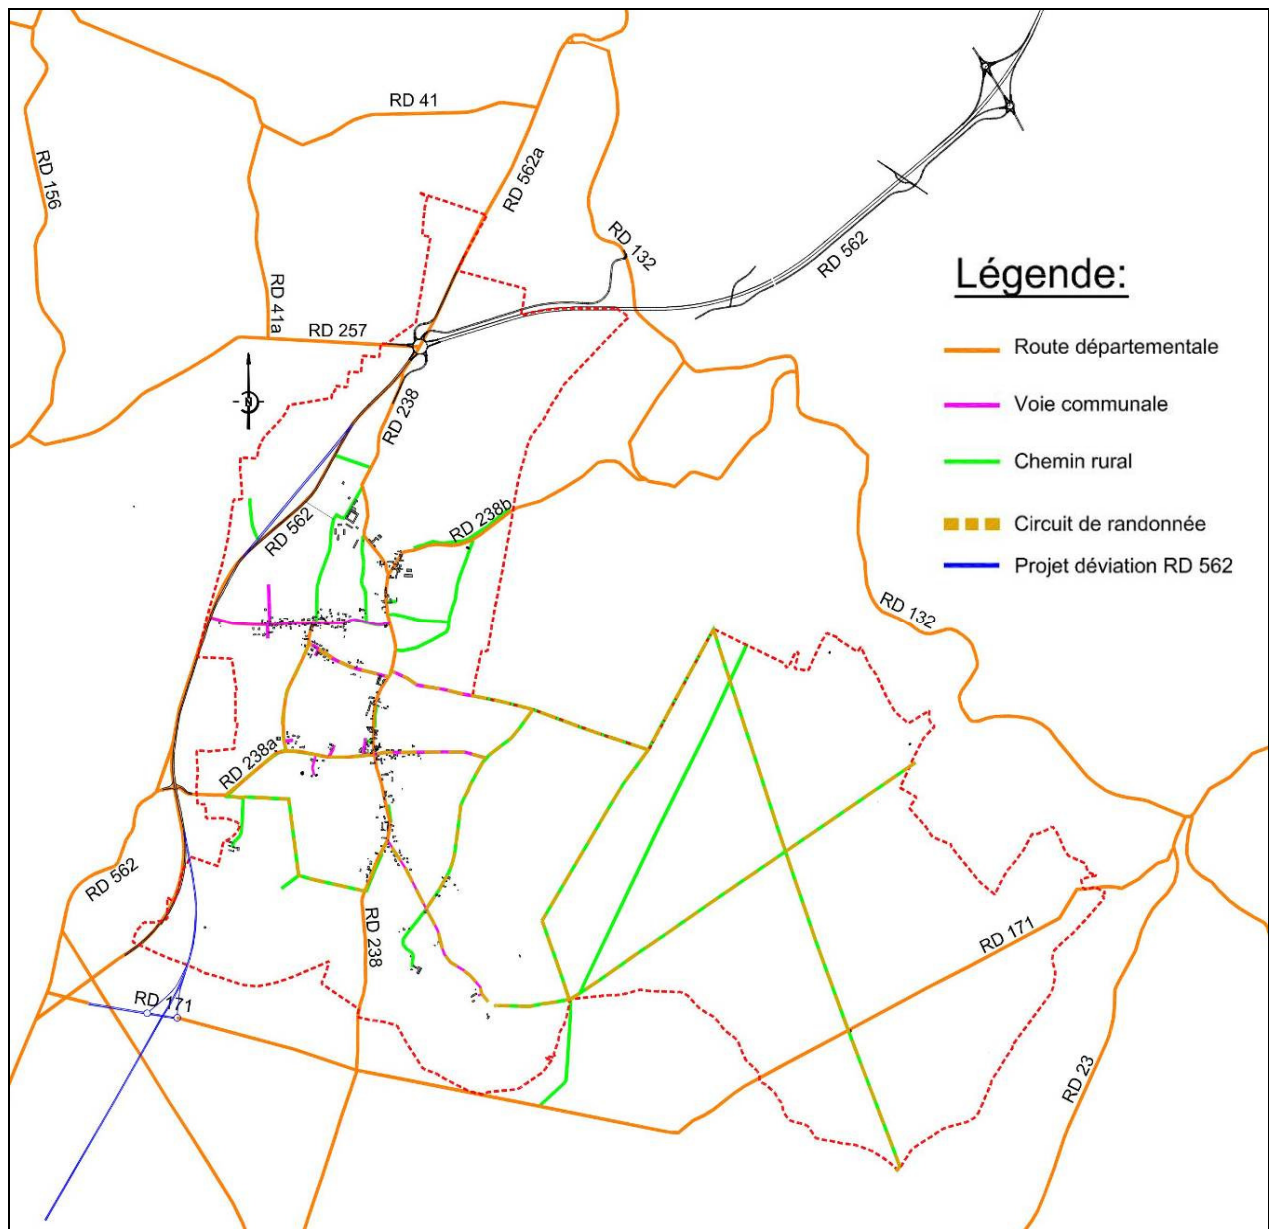 RD 41
RD 562a
RD 156
RD 132
RD 562
Légende:
RD 41a
RD 257
Route départementale
RD 238
Voie communale
Chemin rural
RD 238b
RD 562
Circuit de randonnée
Projet déviation RD 562
RD 132
RD 238a
RD 562
RD 238
RD 171
RD 171
RD 23